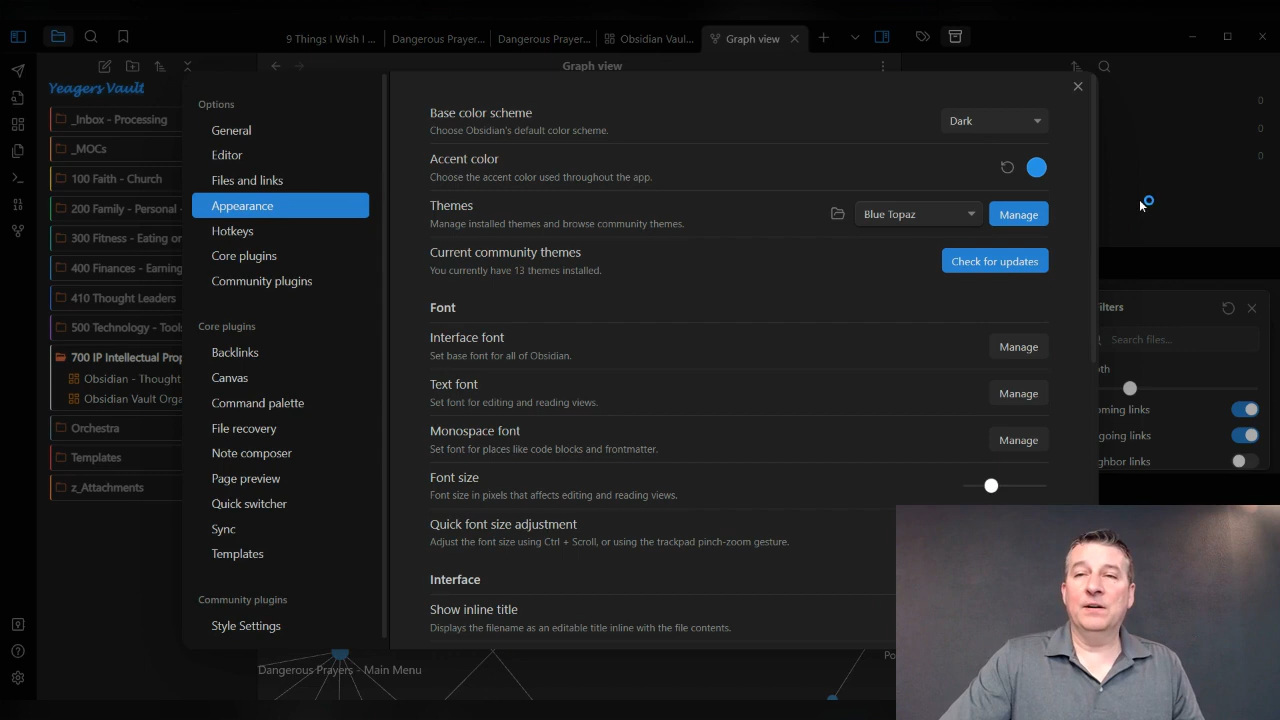 9 Things I Wish I ...
Dangerous Prayer...
Dangerous Prayer...
Obsidian Vaul...
Graph view
Graph view
Yeagers Vault
_Inbox - Processing
_MOCs
100 Faith - Church
200 Family - Personal -
300 Fitness - Eating or
400 Finances - Earning
410 Thought Leaders
500 Technology - Tools
700 IP Intellectual Prop
Obsidian - Thought
Obsidian Vault Orga
Orchestra
Templates
z_Attachments
Options
General
Editor
Files and links
Appearance
Hotkeys
Core plugins
Community plugins
Core plugins
Backlinks
Canvas
Command palette
File recovery
Note composer
Page preview
Quick switcher
Sync
Templates
Community plugins
Style Settings
Base color scheme
Choose Obsidian's default color scheme.
Dark
Accent color
Choose the accent color used throughout the app.
Themes
Manage installed themes and browse community themes.
Blue Topaz
Manage
Current community themes
You currently have 13 themes installed.
Check for updates
Font
Interface font
Set base font for all of Obsidian.
Manage
Text font
Set font for editing and reading views.
Manage
Monospace font
Set font for places like code blocks and frontmatter.
Manage
Font size
Font size in pixels that affects editing and reading views.
Quick font size adjustment
Adjust the font size using Ctrl + Scroll, or using the trackpad pinch-zoom gesture.
Interface
Show inline title
Displays the filename as an editable title inline with the file contents.
0
0
0
ilters
Search files...
oth
oming links
going links
ghbor links
Dangerous Prayers - Main Menu
Po